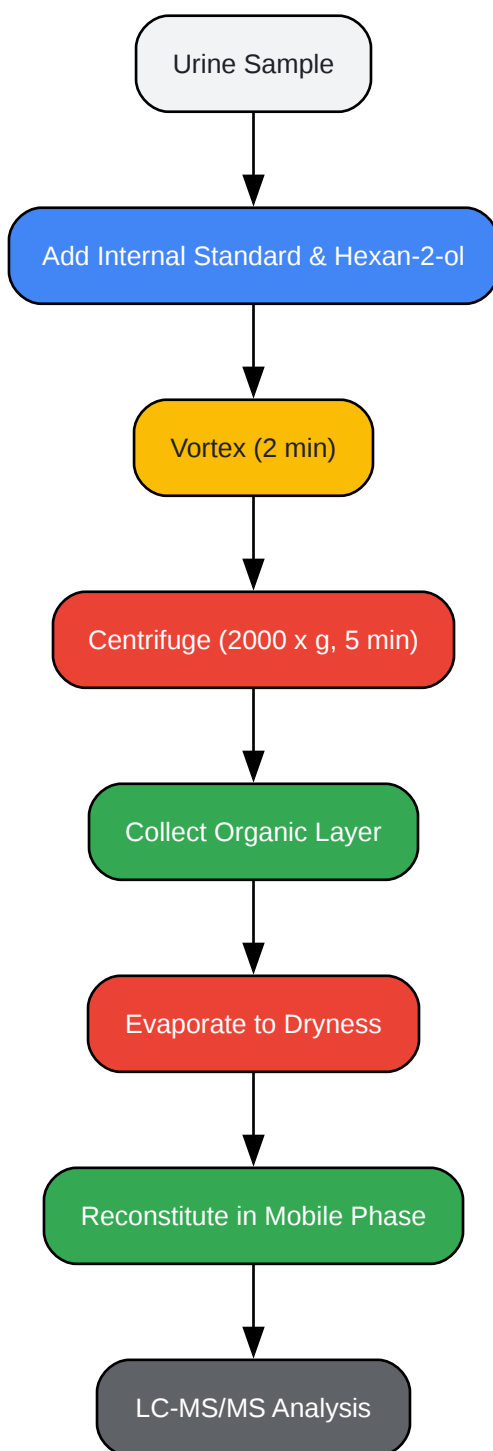 Urine Sample
Add Internal Standard & Hexan-2-ol
Vortex (2 min)
Centrifuge (2000 x g, 5 min)
Collect Organic Layer
Evaporate to Dryness
Reconstitute in Mobile Phase
LC-MS/MS Analysis